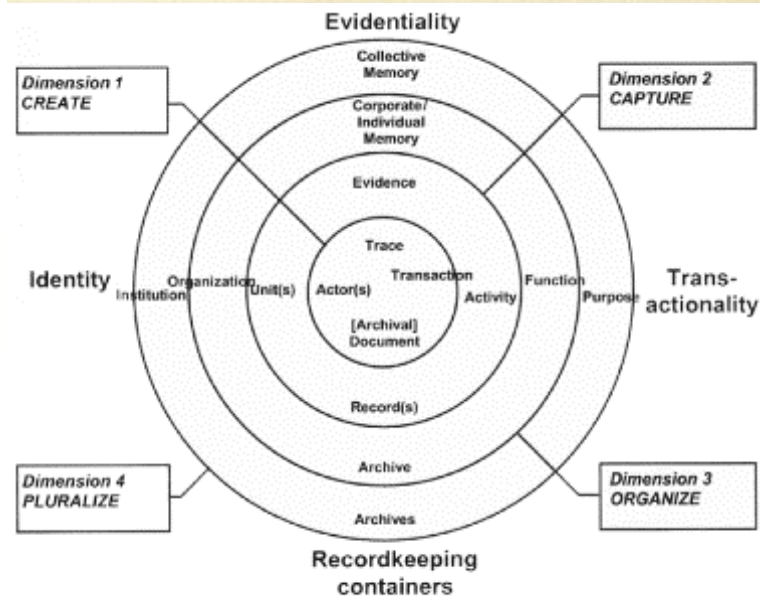 Evidentiality
Collective
Memory
Dimension 1
CREATE
Dimension 2
CAPTURE
Corporate/
Individual
Memory
Evidence
Trace
Identity
Institution
Organization
Unit(s)
Actor(s)
Transaction
Activity
Function
Purpose
Trans-
actionality
[Archival]
Document
Record(s)
Archive
Dimension 4
PLURALIZE
Dimension 3
ORGANIZE
Archives
Recordkeeping
containers